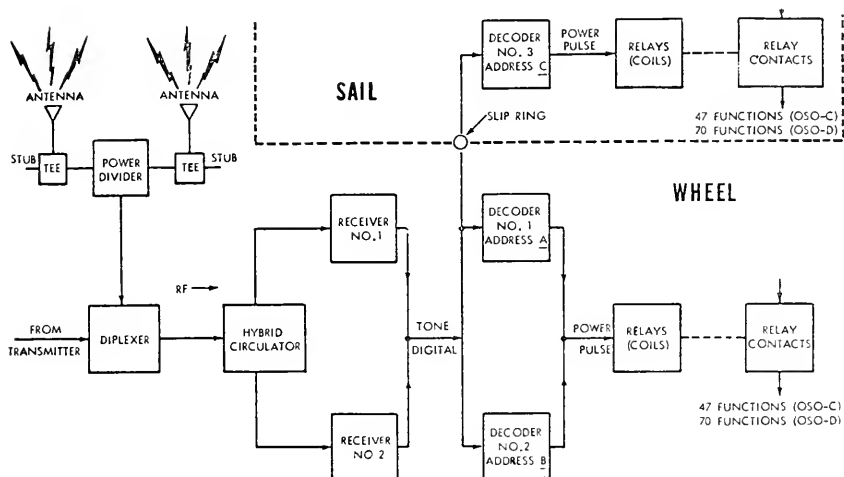 DECODER
NO. 3
ADDRESS C
POWER
PULSE
RELAYS
(COILS)
RELAY
CONTACTS
47 FUNCTIONS (OSO-C)
70 FUNCTIONS (OSO-D)
SAIL
SLIP RING
ANTENNA
ANTENNA
STUB
TEE
POWER
DIVIDER
TEE
STUB
WHEEL
RECEIVER
NO. 1
DECODER
NO. 1
ADDRESS A
RF
FROM
TRANSMITTER
DIPLEXER
HYBRID
CIRCULATOR
TONE
DIGITAL
POWER
PULSE
RELAYS
(COILS)
RELAY
CONTACTS
47 FUNCTIONS (OSO-C)
70 FUNCTIONS (OSO-D)
RECEIVER
NO 2
DECODER
NO.2
ADDRESS B